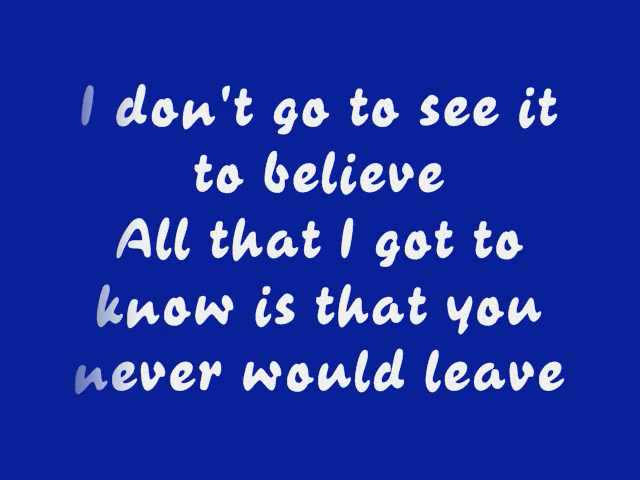 I don't go to see it
to believe
All that I got to
know is that you
never would leave